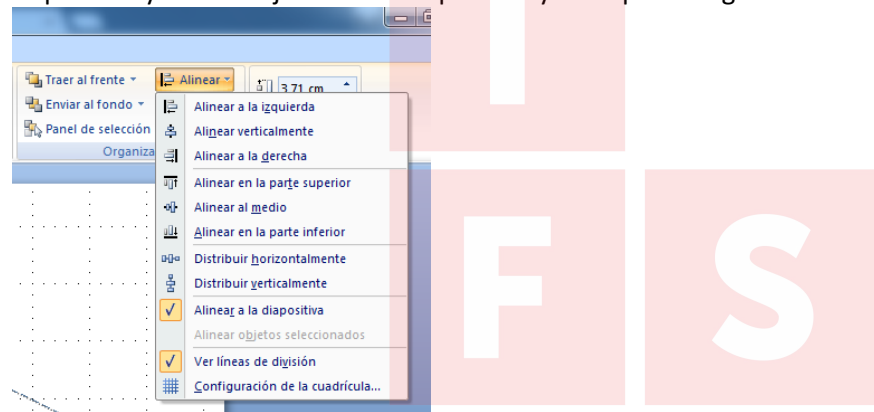 Traer al frente
Alinear
3.71 cm
Enviar al fondo
Panel de selección
Organiza
Alinear a la izquierda
Alinear verticalmente
Alinear a la derecha
Alinear en la parte superior
Alinear al medio
Alinear en la parte inferior
Distribuir horizontalmente
Distribuir verticalmente
Alinear a la diapositiva
Alinear objetos seleccionados
Ver líneas de división
Configuración de la cuadrícula...
F S